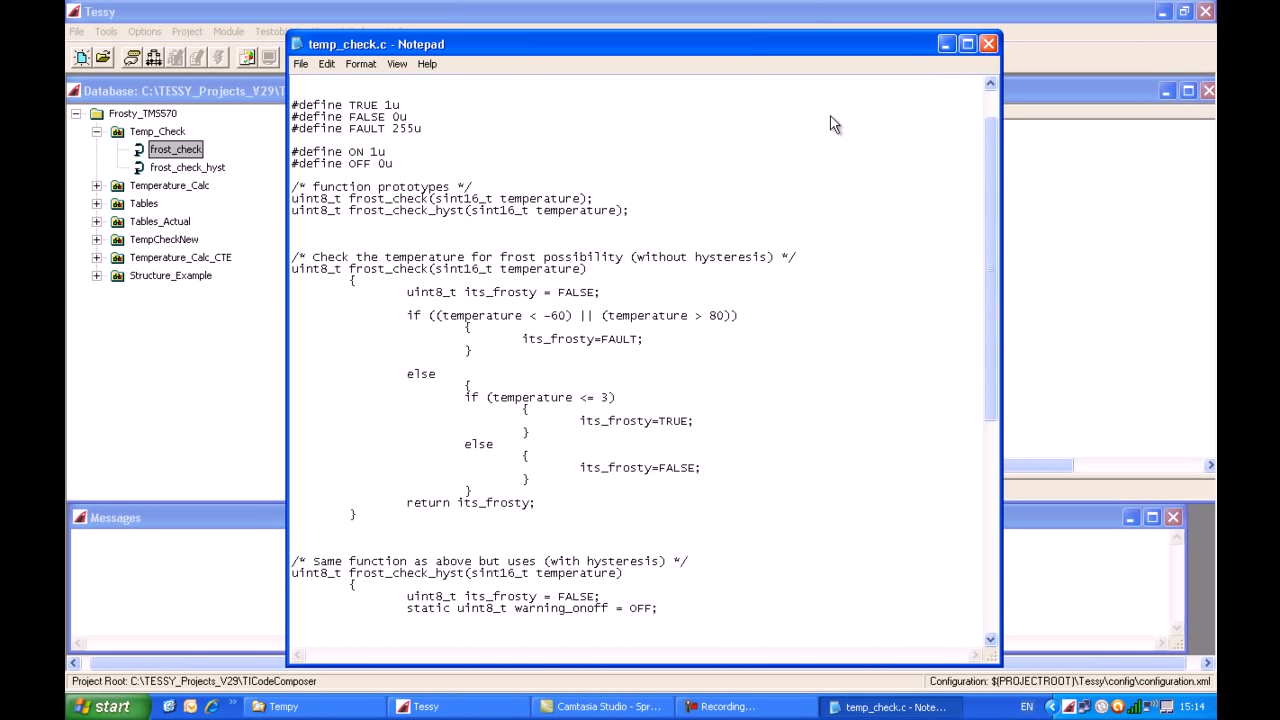 Tessy
File Tools Options Project Module Testob
temp_check.c - Notepad
File Edit Format View Help
Database: C:\TESSY_Projects_V29\T
Frosty_TMS570
Temp_Check
frost_check
frost_check_hyst
Temperature_Calc
Tables
Tables_Actual
TempCheckNew
Temperature_Calc_CTE
Structure_Example
#define TRUE 1u
#define FALSE 0u
#define FAULT 255u
#define ON 1u
#define OFF 0u
/* function prototypes */
uint8_t frost_check(sint16_t temperature);
uint8_t frost_check_hyst(sint16_t temperature);
/* Check the temperature for frost possibility (without hysteresis) */
uint8_t frost_check(sint16_t temperature)
{
uint8_t its_frosty = FALSE;
if ((temperature < -60) || (temperature > 80))
{
its_frosty=FAULT;
}
else
{
if (temperature <= 3)
{
its_frosty=TRUE;
}
else
{
its_frosty=FALSE;
}
}
return its_frosty;
}
/* Same function as above but uses (with hysteresis) */
uint8_t frost_check_hyst(sint16_t temperature)
{
uint8_t its_frosty = FALSE;
static uint8_t warning_onoff = OFF;
Messages
Project Root: C:\TESSY_Projects_V29\TICodeComposer
Configuration: $(PROJECTROOT)\Tessy\config\configuration.xml
start
Tempy
Tessy
Camtasia Studio - Spr...
Recording...
temp_check.c - Note...
EN
15:14